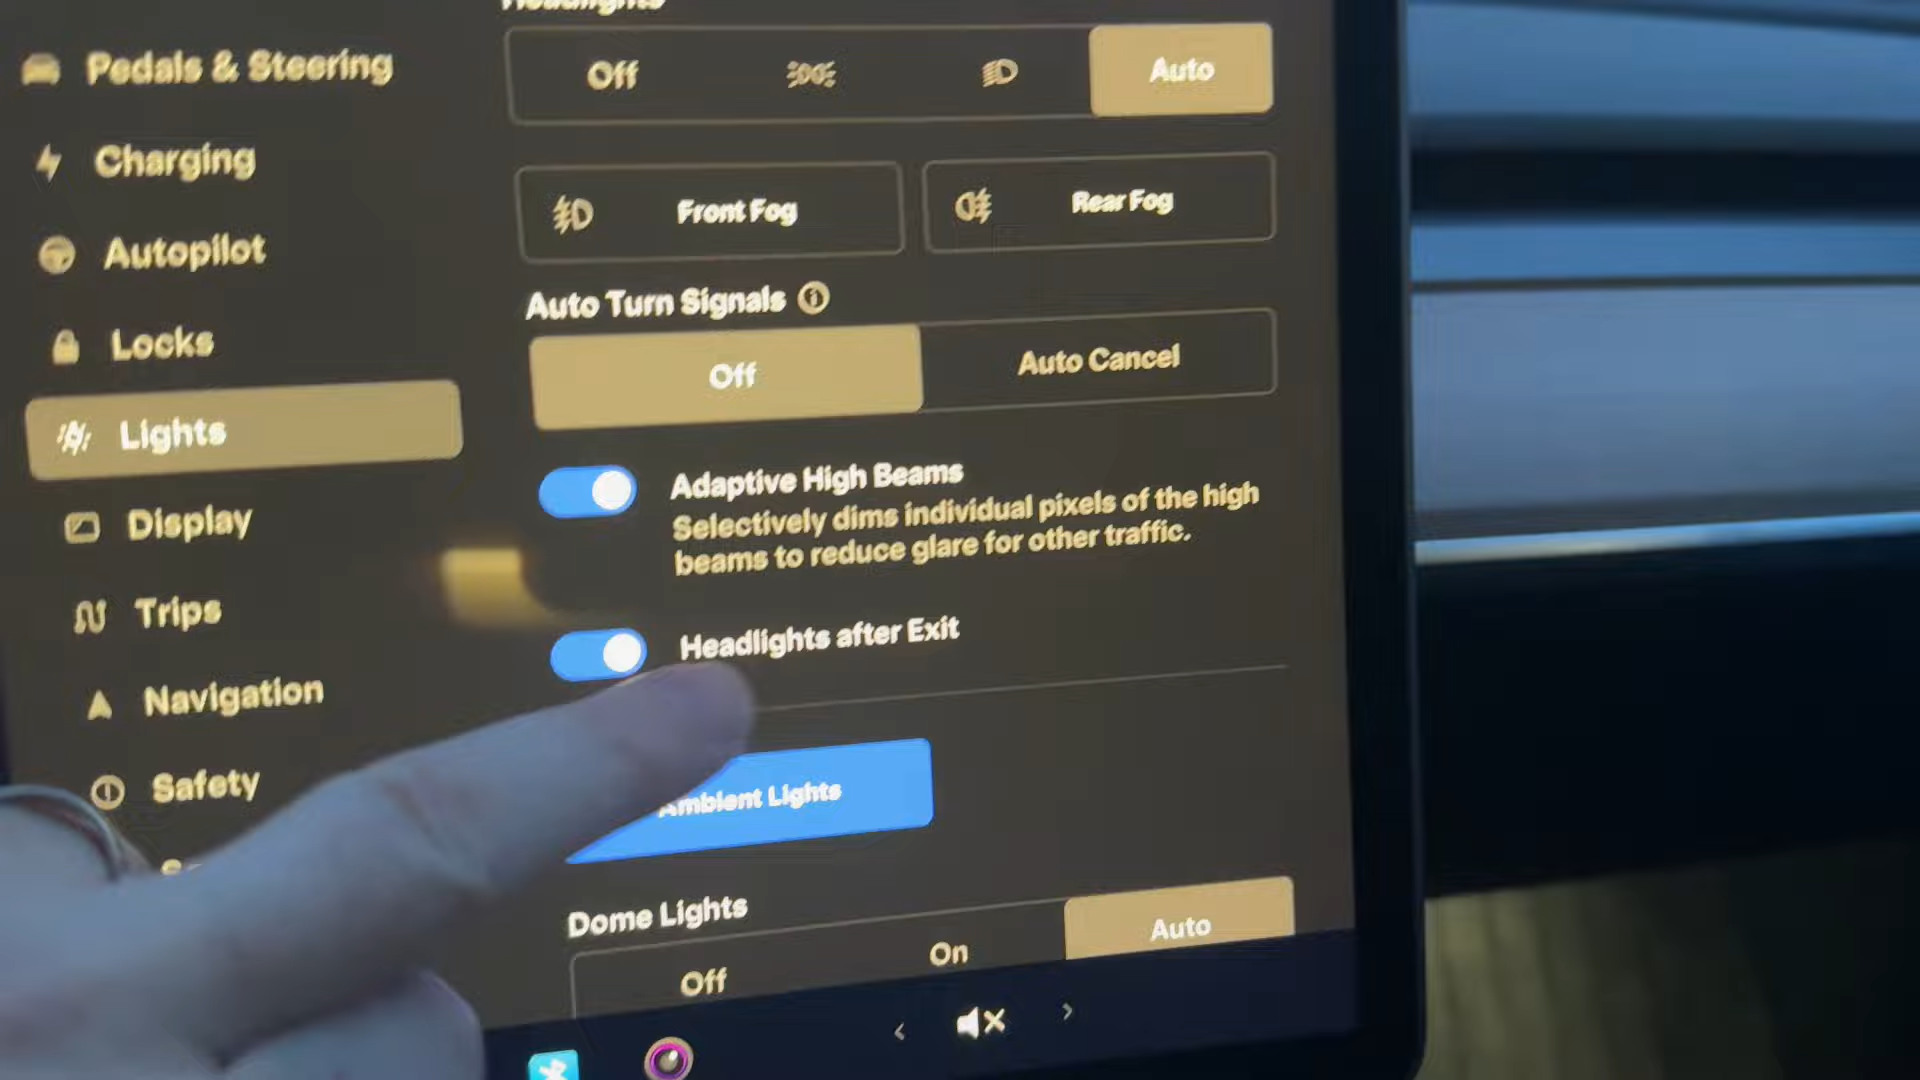 Headlights
Pedals & Steering
Off
Auto
Charging
Front Fog
Rear Fog
Autopilot
Auto Turn Signals
Locks
Off
Auto Cancel
Lights
Adaptive High Beams
Selectively dims individual pixels of the high
beams to reduce glare for other traffic.
Display
Trips
Headlights after Exit
Navigation
Safety
Ambient Lights
Dome Lights
Off
On
Auto